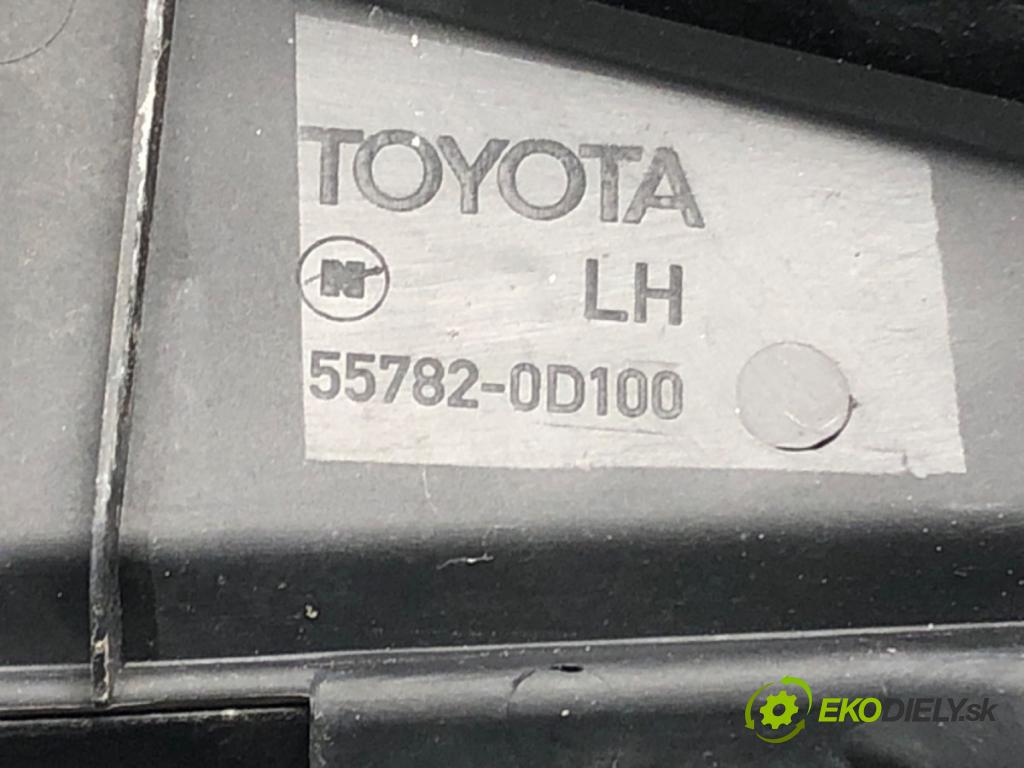 TOYOTA
N LH
55782-0D100
EKODIELY.sk